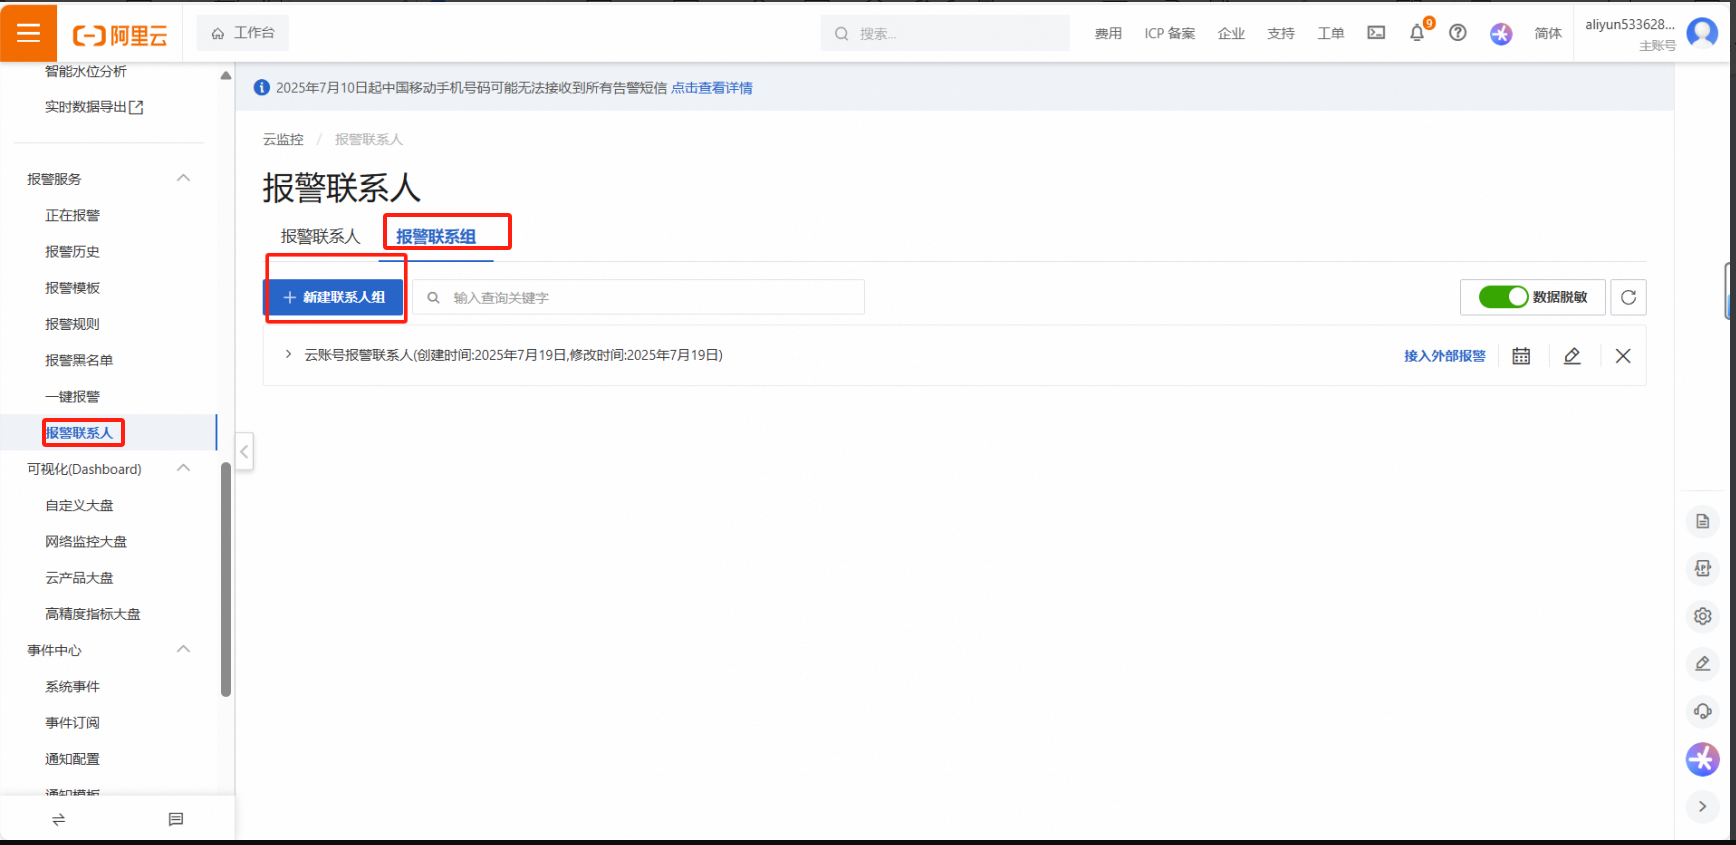 阿里云
工作台
搜索...
费用
ICP 备案
企业
支持
工单
9
简体
aliyun533628...
主账号
智能水位分析
实时数据导出
报警服务
正在报警
报警历史
报警模板
报警规则
报警黑名单
一键报警
报警联系人
可视化(Dashboard)
自定义大盘
网络监控大盘
云产品大盘
高精度指标大盘
事件中心
系统事件
事件订阅
通知配置
通知模板
2025年7月10日起中国移动手机号码可能无法接收到所有告警短信 点击查看详情
云监控 / 报警联系人
报警联系人
报警联系人 报警联系组
新建联系人组
输入查询关键字
数据脱敏
云账号报警联系人(创建时间:2025年7月19日,修改时间:2025年7月19日)
接入外部报警
API